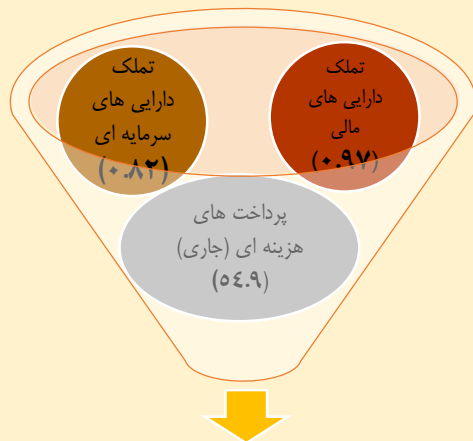 تملک
دارایی های
مالی
(۰.۹۷)
تملک
دارایی های
سرمایه ای
(۰.۸۲)
پرداخت های
هزینه ای (جاری)
(٥٤.۹)